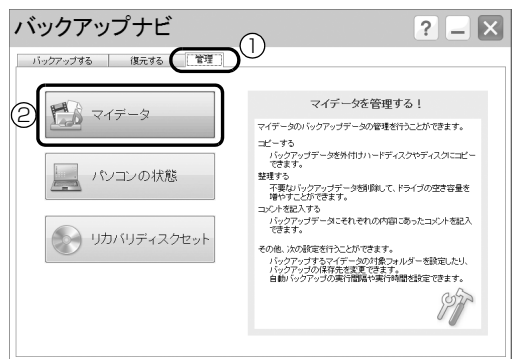 バックアップナビ
? － ×
バックアップする 復元する 管理 ①
② マイデータ
パソコンの状態
リカバリディスクセット
マイデータを管理する！
マイデータのバックアップデータの管理を行うことができます。
コピーする
バックアップデータを外付けハードディスクやディスクにコピー
できます。
整理する
不要なバックアップデータを削除して、ドライブの空き容量を
増やすことができます。
コメントを記入する
バックアップデータにそれぞれの内容にあったコメントを記入
できます。
その他、次の設定を行うことができます。
バックアップするマイデータの対象フォルダーを設定したり、
バックアップの保存先を変更できます。
自動バックアップの実行間隔や実行時間を設定できます。